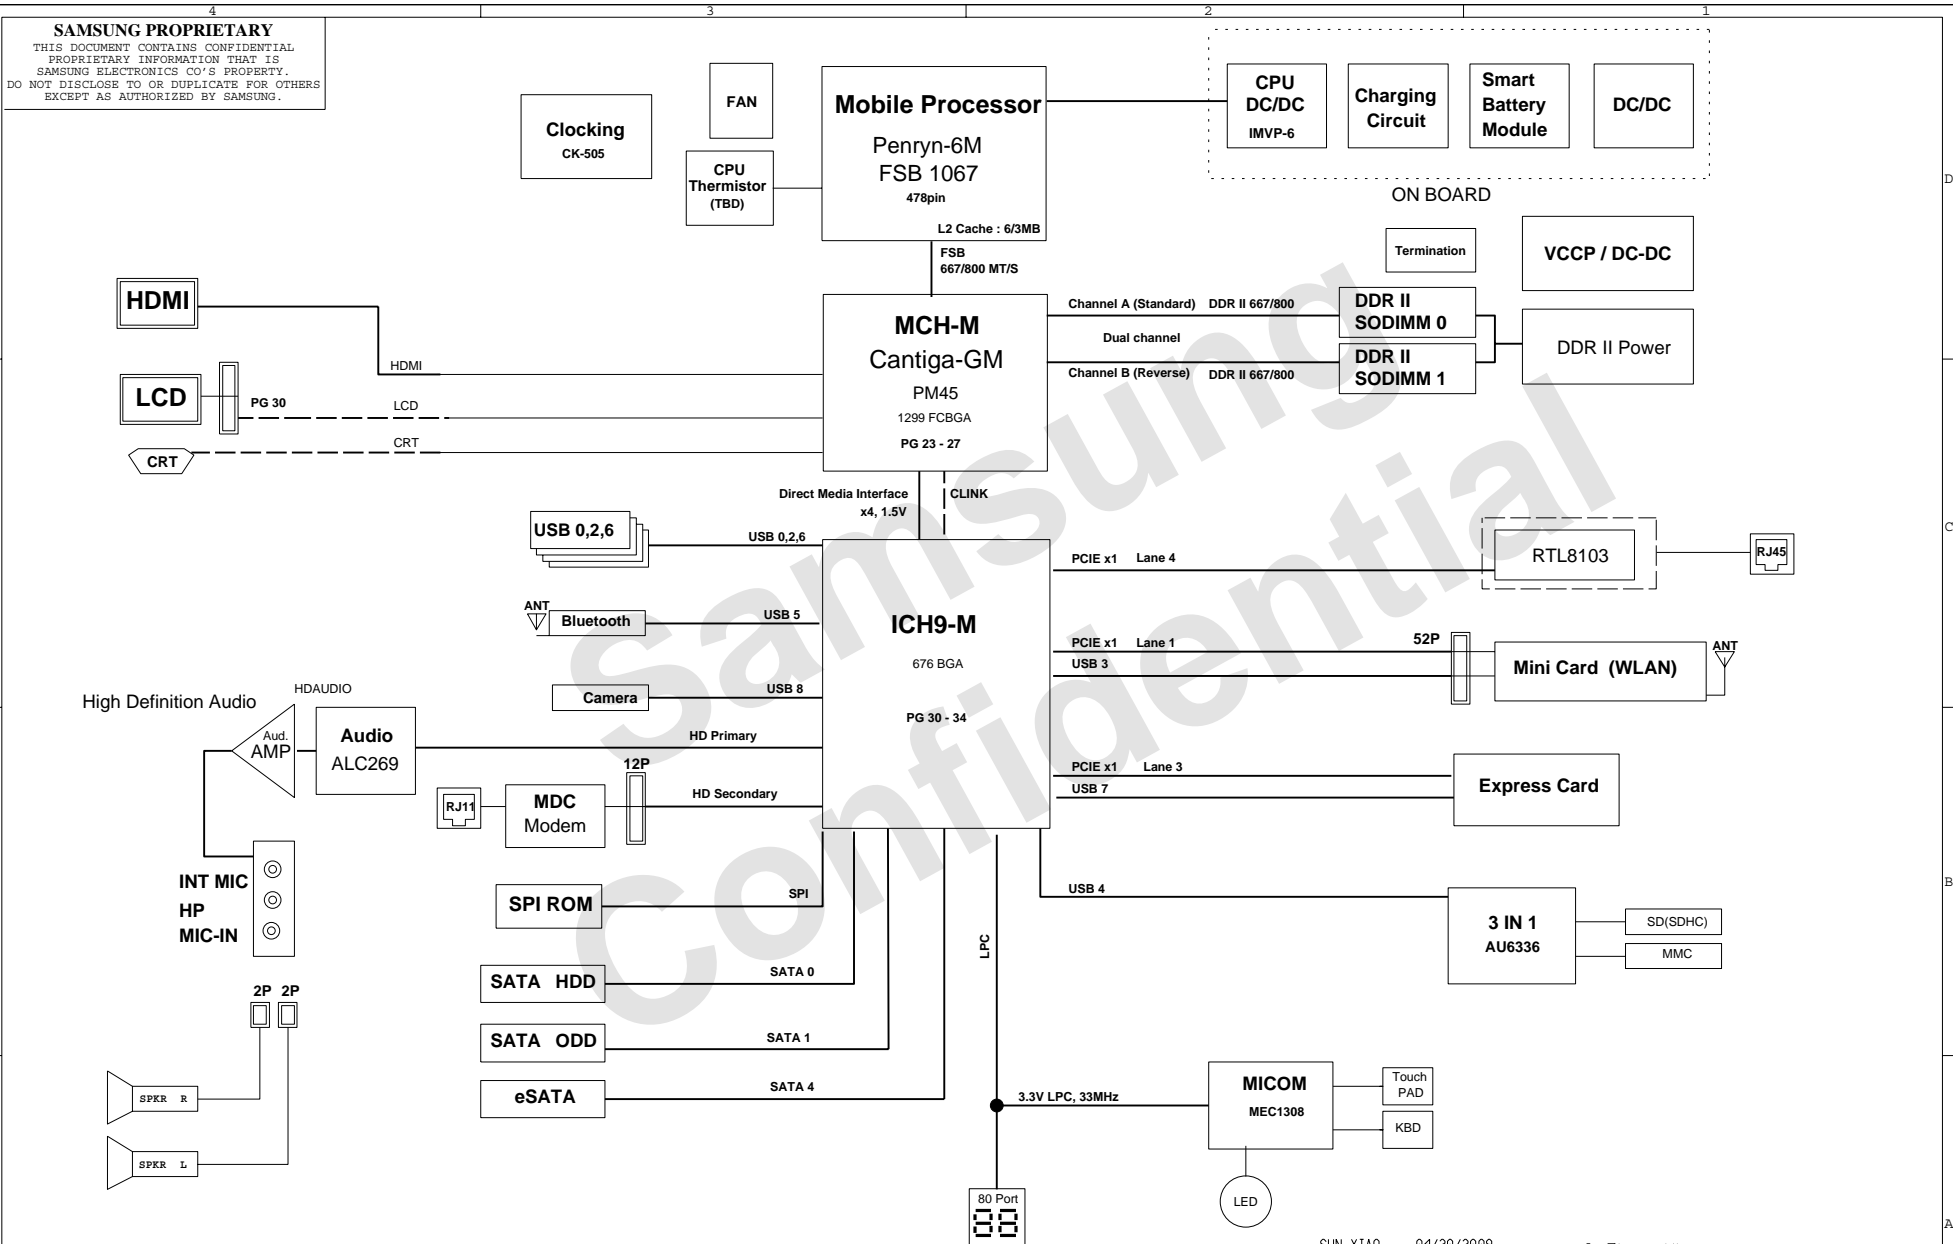 4
3
2
1
SAMSUNG PROPRIETARY
THIS DOCUMENT CONTAINS CONFIDENTIAL
PROPRIETARY INFORMATION THAT IS
SAMSUNG ELECTRONICS CO'S PROPERTY.
DO NOT DISCLOSE TO OR DUPLICATE FOR OTHERS
EXCEPT AS AUTHORIZED BY SAMSUNG.
Clocking
CK-505
FAN
CPU
Thermistor
(TBD)
Mobile Processor
Penryn-6M
FSB 1067
478pin
L2 Cache : 6/3MB
FSB
667/800 MT/S
CPU
DC/DC
IMVP-6
Charging
Circuit
Smart
Battery
Module
DC/DC
ON BOARD
D
Termination
VCCP / DC-DC
HDMI
HDMI
LCD
PG 30
LCD
CRT
CRT
MCH-M
Cantiga-GM
PM45
1299 FCBGA
PG 23 - 27
Channel A (Standard)
DDR II 667/800
Dual channel
Channel B (Reverse)
DDR II 667/800
DDR II
SODIMM 0
DDR II
SODIMM 1
DDR II Power
Direct Media Interface
x4, 1.5V
CLINK
C
USB 0,2,6
USB 0,2,6
ANT
Bluetooth
USB 5
Camera
USB 8
ICH9-M
676 BGA
PG 30 - 34
PCIE x1 Lane 4
RTL8103
RJ45
PCIE x1 Lane 1
USB 3
52P
Mini Card (WLAN)
ANT
PCIE x1 Lane 3
USB 7
Express Card
High Definition Audio
HDAUDIO
Aud.
AMP
Audio
ALC269
HD Primary
RJ11
MDC
Modem
12P
HD Secondary
INT MIC
HP
MIC-IN
SPI ROM
SPI
USB 4
3 IN 1
AU6336
SD(SDHC)
MMC
B
LPC
SATA HDD
SATA 0
SATA ODD
SATA 1
eSATA
SATA 4
2P 2P
SPKR R
SPKR L
3.3V LPC, 33MHz
MICOM
MEC1308
Touch
PAD
KBD
LED
80 Port
88
A
Samsung
Confidential